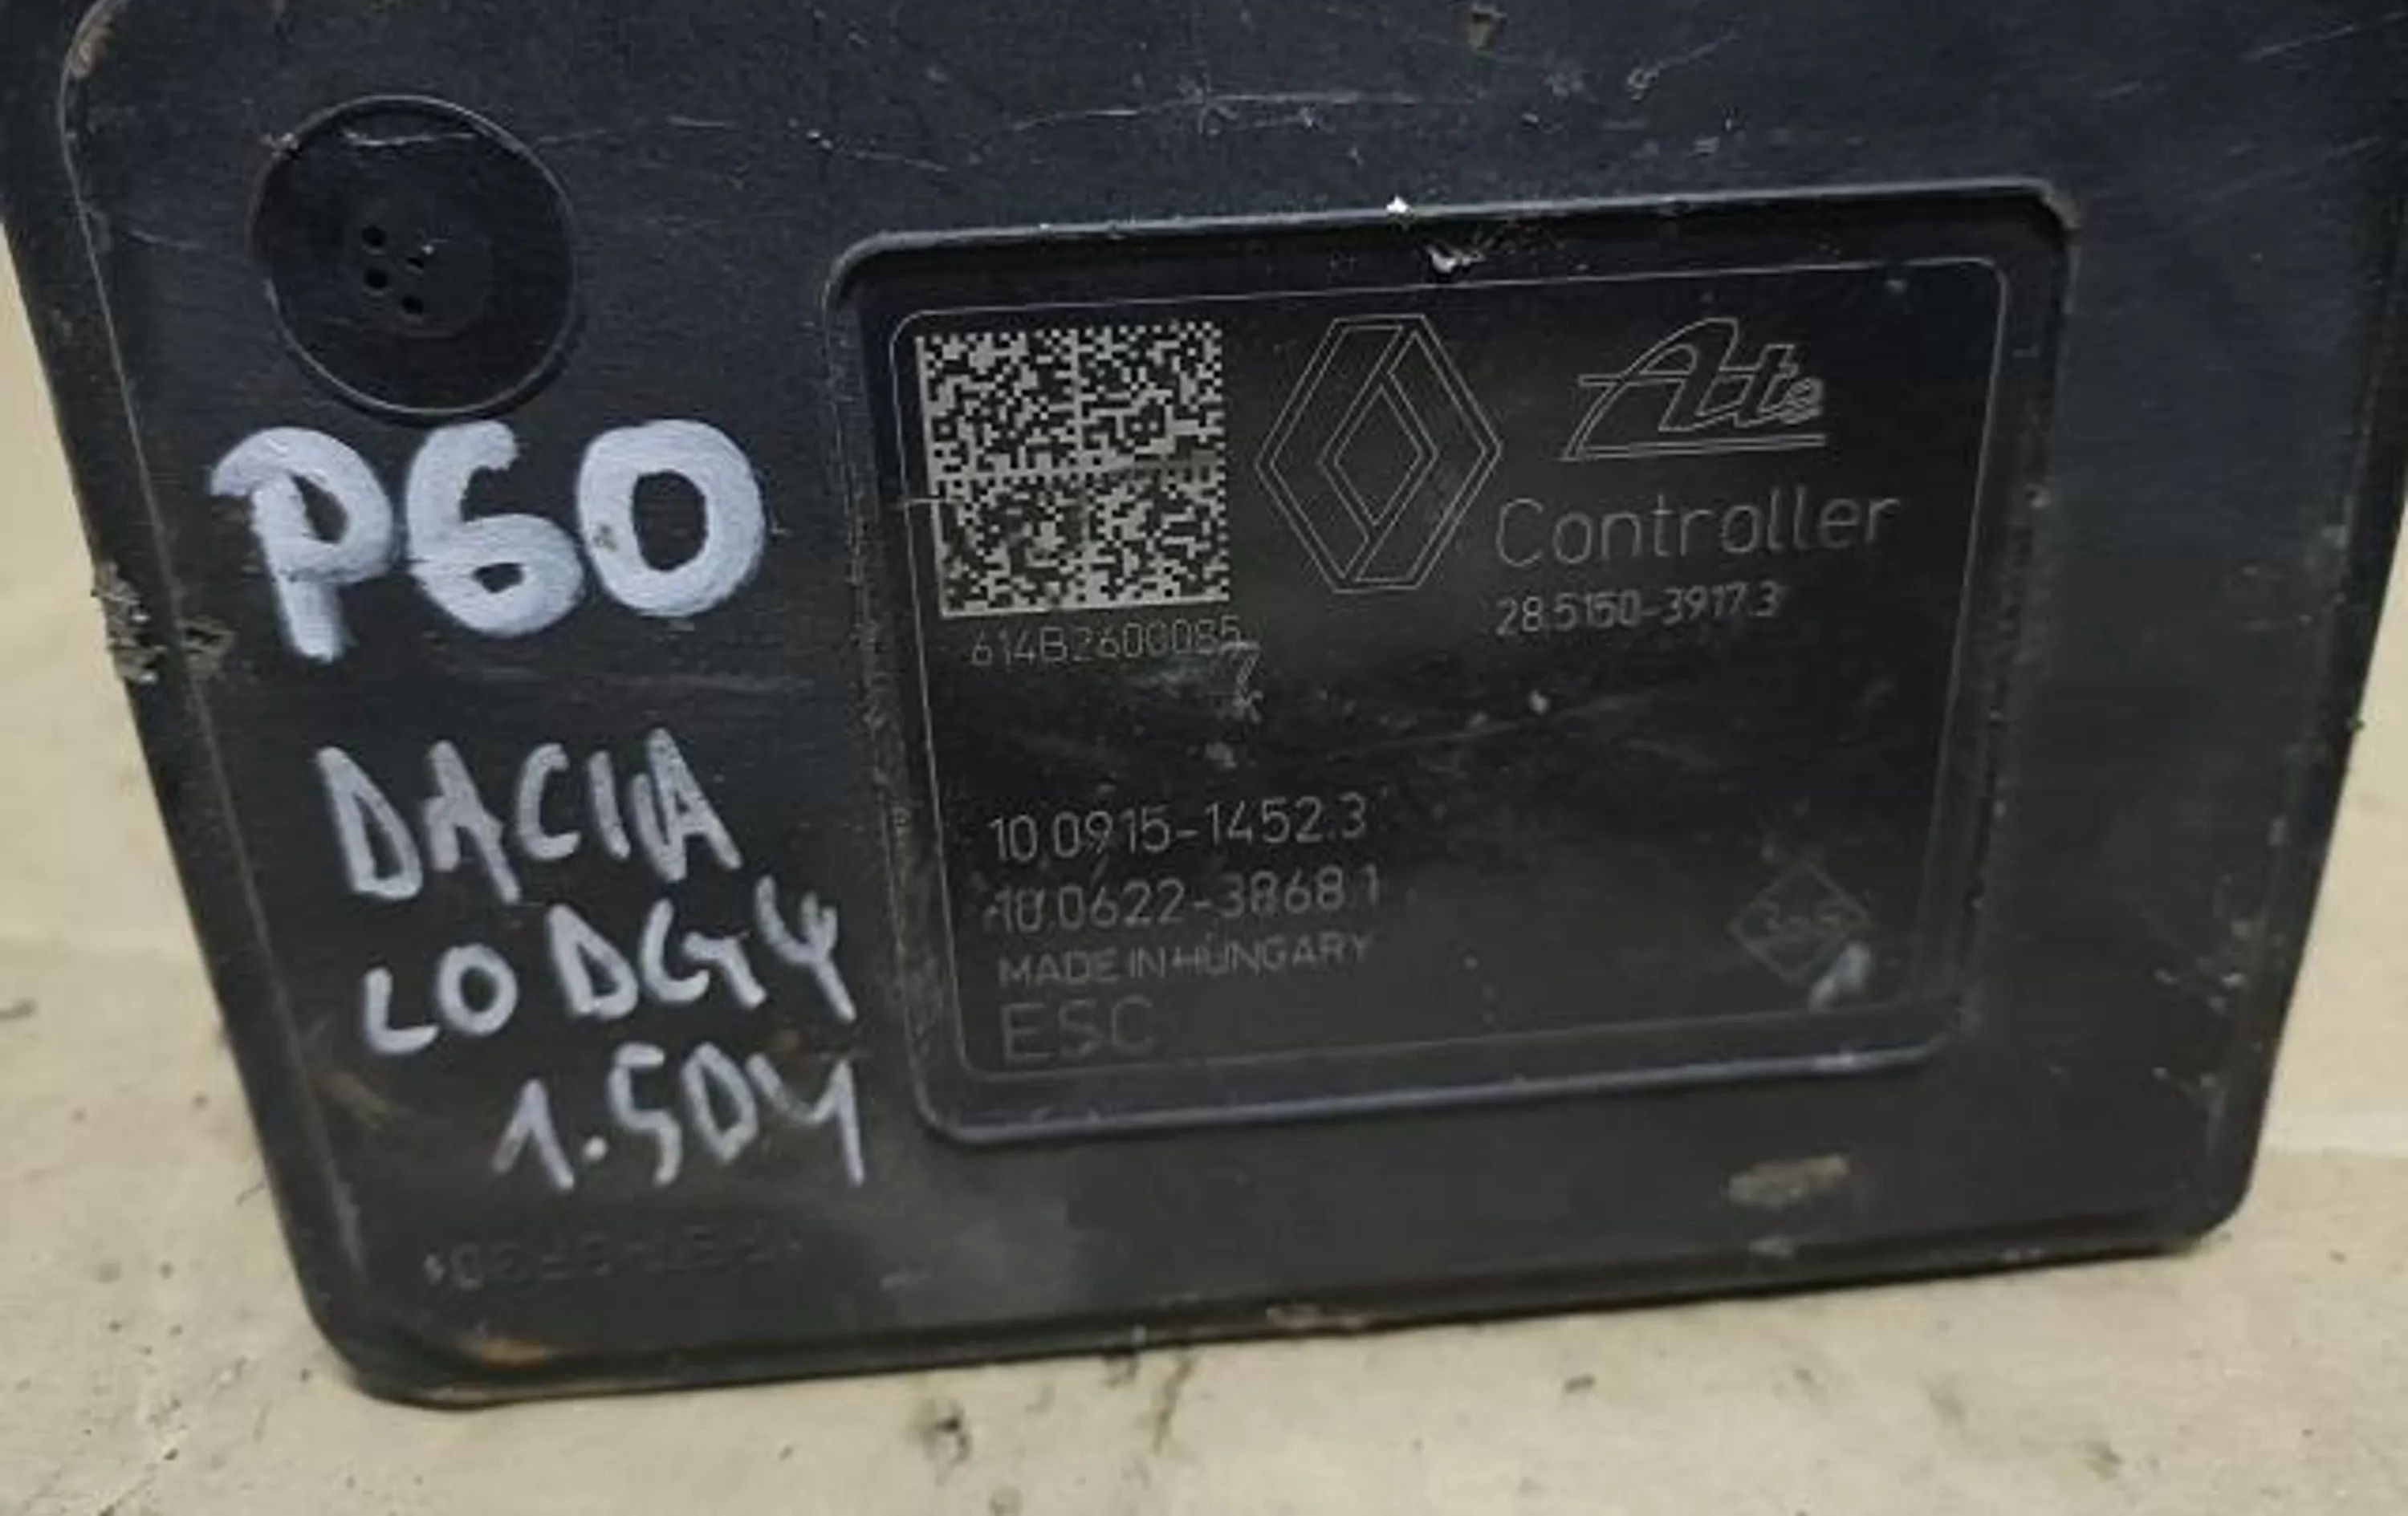 P60
DACIA
LODGY
1.5DCI
Ate
Controller
28.5150-3917.3
614B2600085
10.0915-1452.3
10.0622-3868.1
MADE IN HUNGARY
ESC